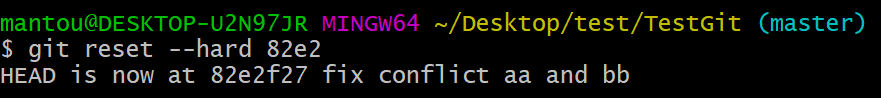 mantou@DESKTOP-U2N97JR MINGW64 ~/Desktop/test/TestGit (master)
$ git reset --hard 82e2
HEAD is now at 82e2f27 fix conflict aa and bb